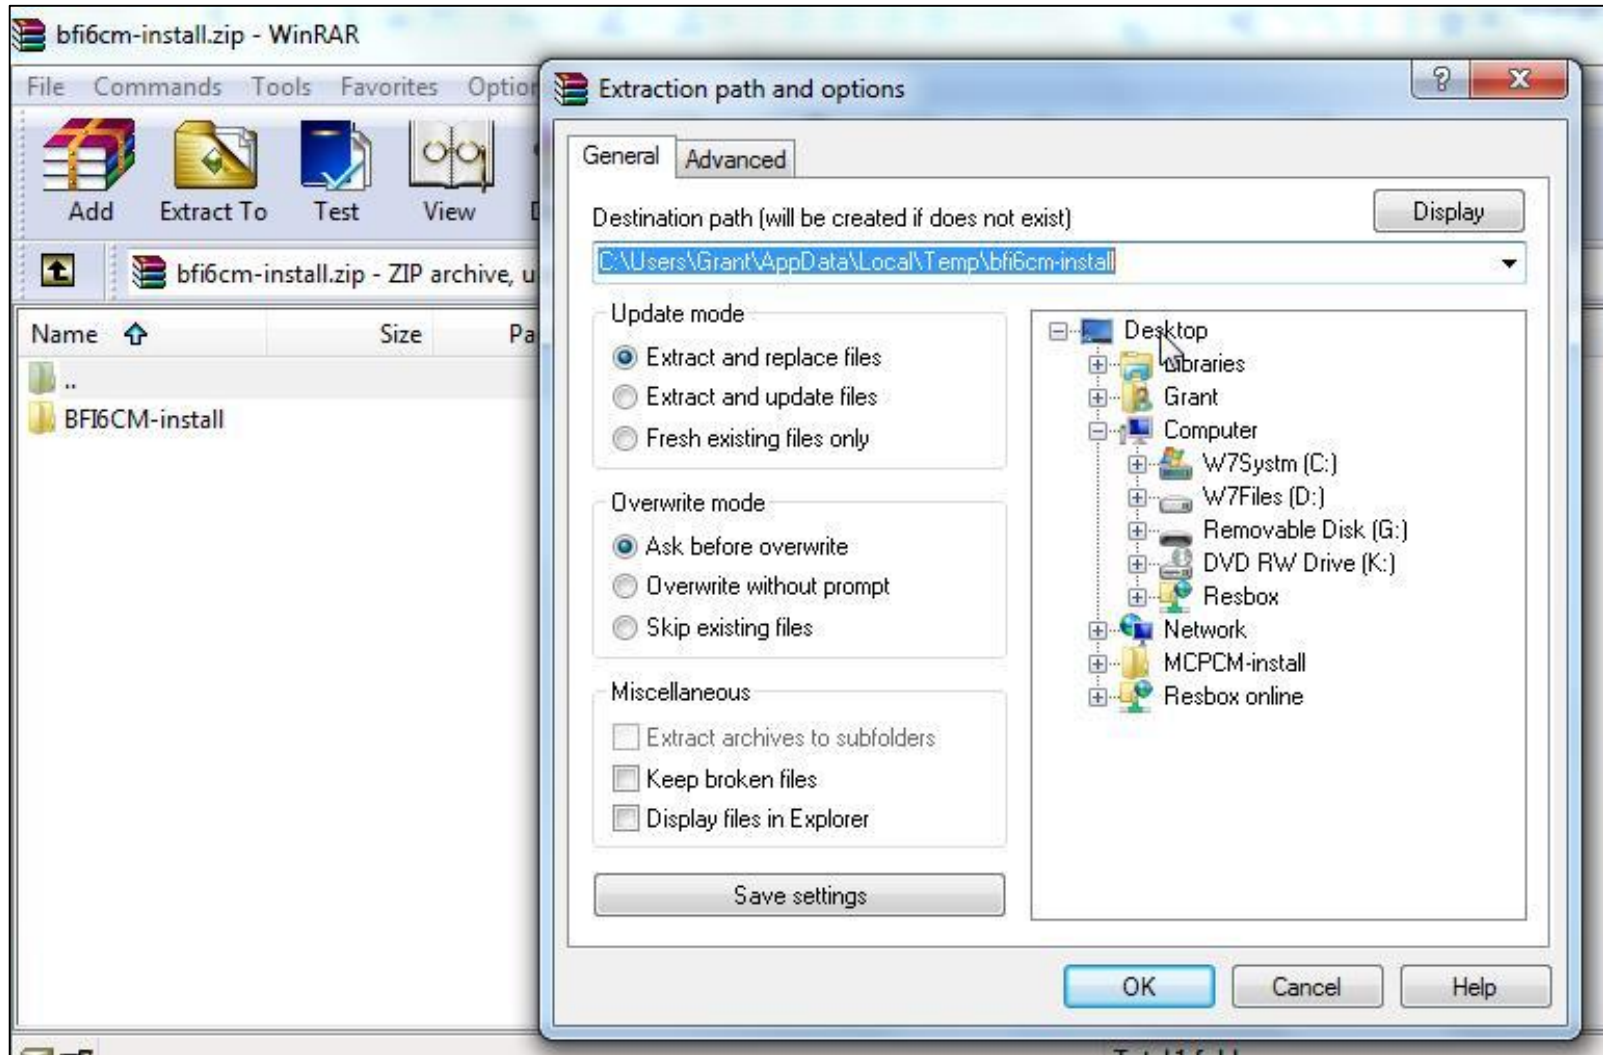 bfi6cm-install.zip - WinRAR
File Commands Tools Favorites Option
Extraction path and options
Add Extract To Test View
General Advanced
Destination path (will be created if does not exist) Display
C:\Users\Grant\AppData\Local\Temp\bfi6cm-install
bfi6cm-install.zip - ZIP archive, u
Name Size Pa
..
BFI6CM-install
Update mode
Extract and replace files
Extract and update files
Fresh existing files only
Overwrite mode
Ask before overwrite
Overwrite without prompt
Skip existing files
Miscellaneous
Extract archives to subfolders
Keep broken files
Display files in Explorer
Save settings
Desktop
Libraries
Grant
Computer
W7Systm (C:)
W7Files (D:)
Removable Disk (G:)
DVD RW Drive (K:)
Resbox
Network
MCPCM-install
Resbox online
OK Cancel Help